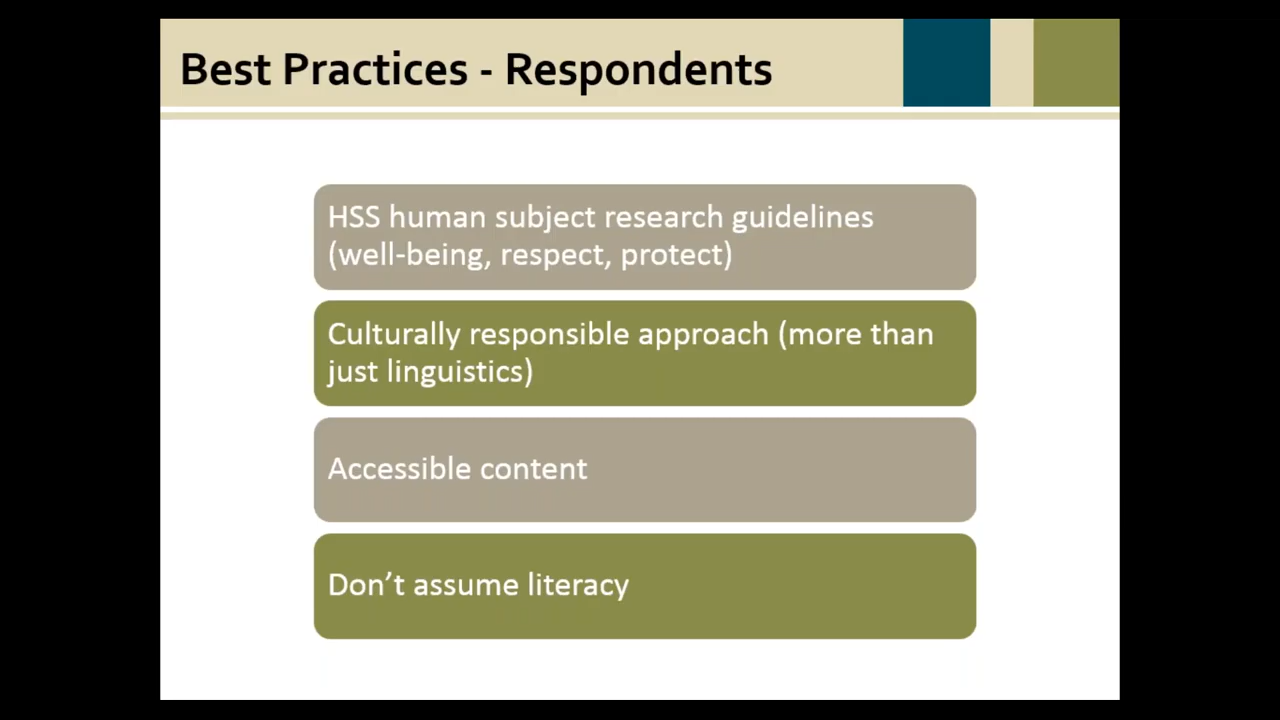 Best Practices - Respondents
HSS human subject research guidelines
(well-being, respect, protect)
Culturally responsible approach (more than
just linguistics)
Accessible content
Don’t assume literacy